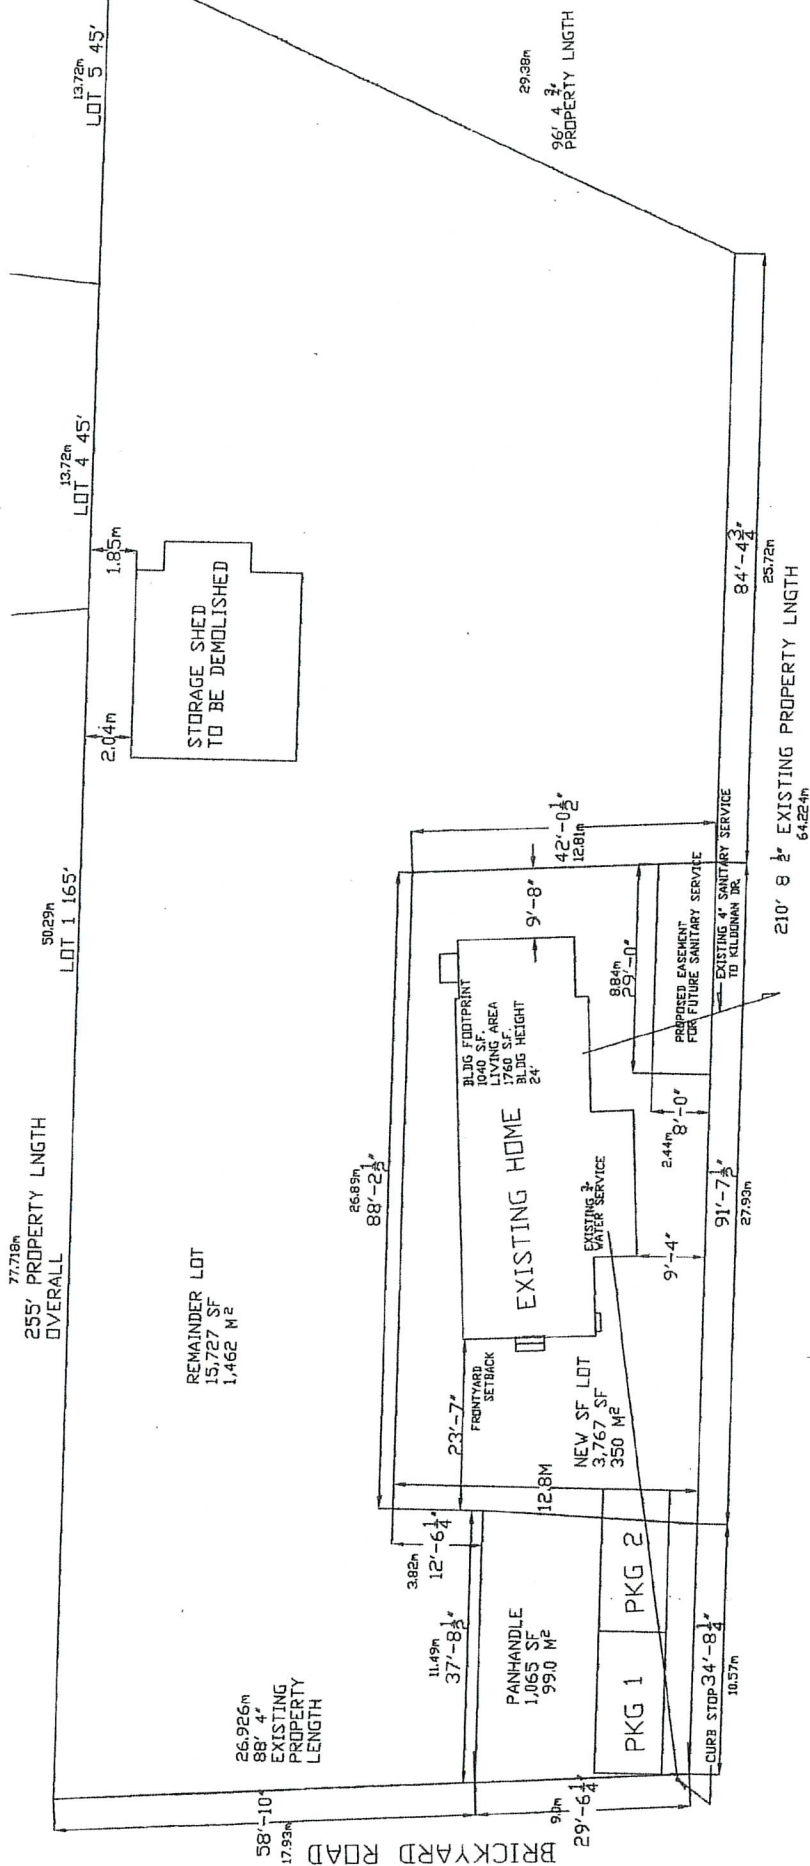 13.72m
LOT 5 45'
29.38m
96' 4 3/4"
PROPERTY LNGTH
13.72m
LOT 4 45'
1.85m
STORAGE SHED
TO BE DEMOLISHED
2.04m
84'-4 3/4"
25.72m
50.29m
LOT 1 165'
42'-0 1/2"
12.81m
210' 8 1/2" EXISTING PROPERTY LNGTH
64.224m
9'-8"
8.84m
29'-0"
PROPOSED EASEMENT
FOR FUTURE SANITARY SERVICE
EXISTING 4" SANITARY SERVICE
TO KILDONAN DR.
BLDG FOOTPRINT
1040 S.F.
LIVING AREA
1760 S.F.
BLDG HEIGHT
24'
EXISTING HOME
2.44m
8'-0"
26.89m
88'-2 1/2"
EXISTING 3/4"
WATER SERVICE
91'-7 1/2"
27.93m
9'-4"
77.718m
255' PROPERTY LNGTH
OVERALL
REMAINDER LOT
15,727 SF
1,462 M²
23'-7"
FRONTYARD
SETBACK
NEW SF LOT
3,767 SF
350 M²
12.8M
3.82m
12'-6 1/4"
11.49m
37'-8 1/2"
PANHANDLE
1,065 SF
99.0 M²
PKG 1
PKG 2
CURB STOP
34'-8 1/4"
10.57m
26.926m
88' 4"
EXISTING
PROPERTY
LENGTH
58'-10"
17.93m
9.0m
29'-6 1/4"
BRICKYARD ROAD